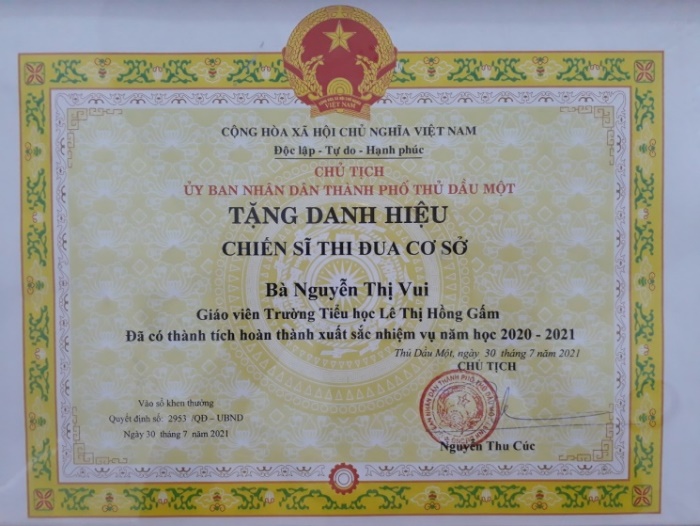 VIỆT NAM
CỘNG HÒA XÃ HỘI CHỦ NGHĨA VIỆT NAM
Độc lập - Tự do - Hạnh phúc
CHỦ TỊCH
ỦY BAN NHÂN DÂN THÀNH PHỐ THỦ DẦU MỘT
TẶNG DANH HIỆU
CHIẾN SĨ THI ĐUA CƠ SỞ
Bà Nguyễn Thị Vui
Giáo viên Trường Tiểu học Lê Thị Hồng Gấm
Đã có thành tích hoàn thành xuất sắc nhiệm vụ năm học 2020 - 2021
Thủ Dầu Một, ngày 30 tháng 7 năm 2021
CHỦ TỊCH
Vào sổ khen thưởng
Quyết định số: 2953 /QĐ – UBND
Ngày 30 tháng 7 năm 2021
Nguyễn Thu Cúc